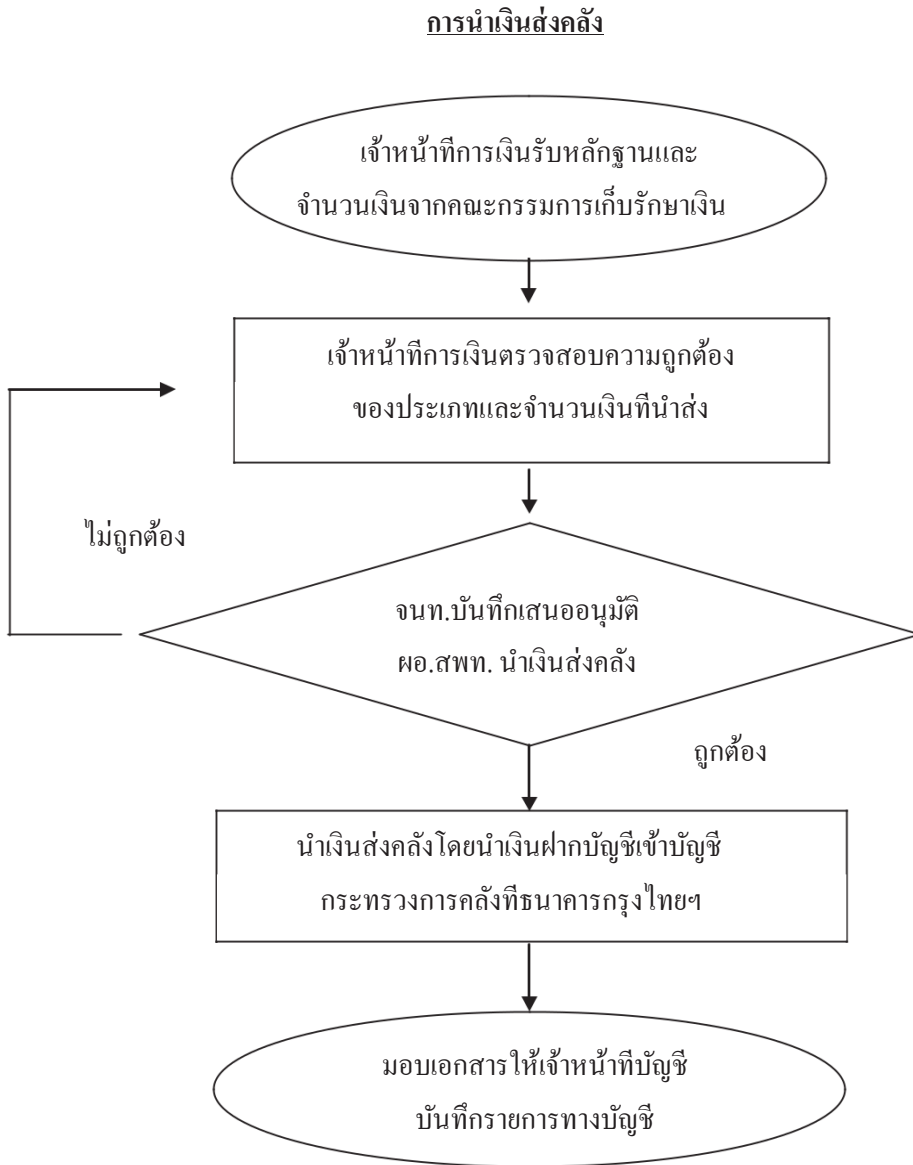 การนำเงินส่งคลัง
เจ้าหน้าทีการเงินรับหลักฐานและ
จำนวนเงินจากคณะกรรมการเก็บรักษาเงิน
เจ้าหน้าทีการเงินตรวจสอบความถูกต้อง
ของประเภทและจำนวนเงินทีนำส่ง
ไม่ถูกต้อง
จนท.บันทึกเสนออนุมัติ
ผอ.สพท. นำเงินส่งคลัง
ถูกต้อง
นำเงินส่งคลังโดยนำเงินฝากบัญชีเข้าบัญชี
กระทรวงการคลังทีธนาคารกรุงไทยฯ
มอบเอกสารให้เจ้าหน้าทีบัญชี
บันทึกรายการทางบัญชี